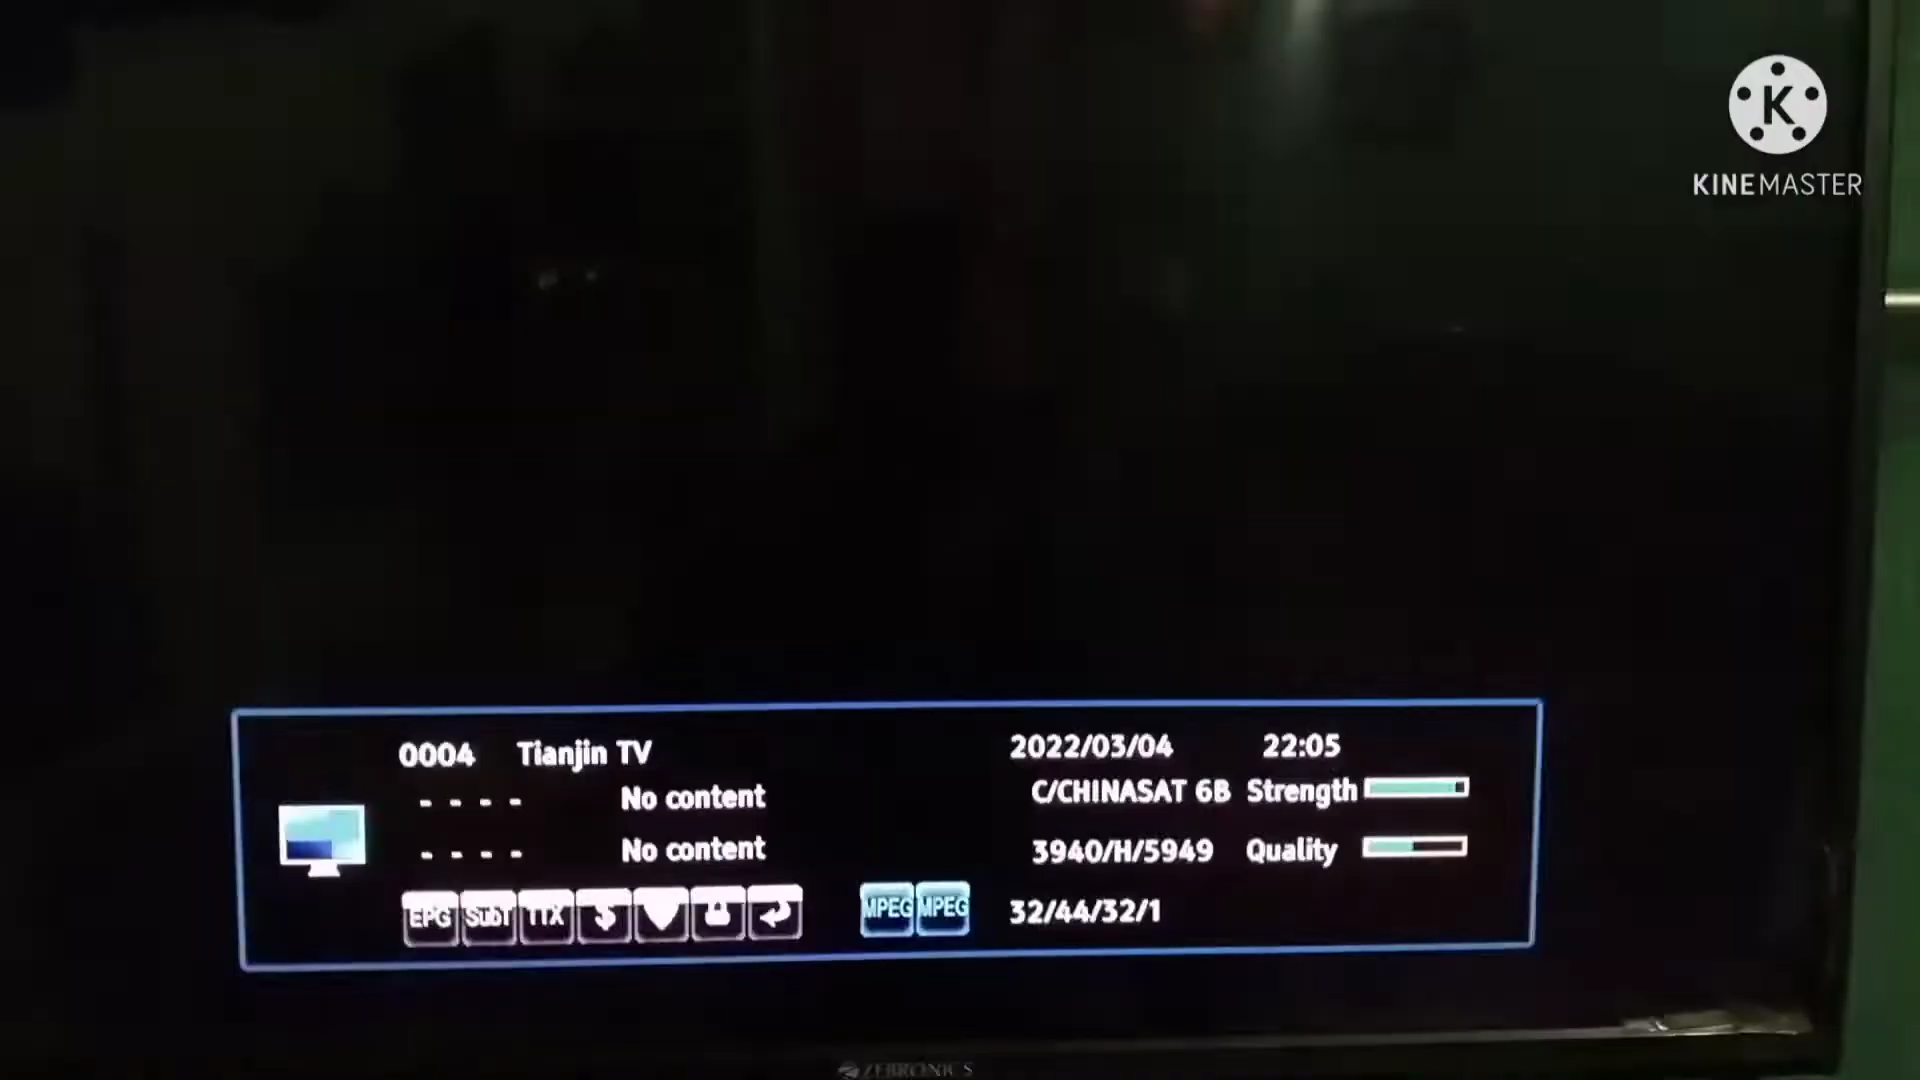 K
KINEMASTER
0004 Tianjin TV 2022/03/04 22:05
- - - - No content C/CHINASAT 6B Strength
- - - - No content 3940/H/5949 Quality
EPG SubT TTX $ MPEG MPEG 32/44/32/1
ZEBRONICS